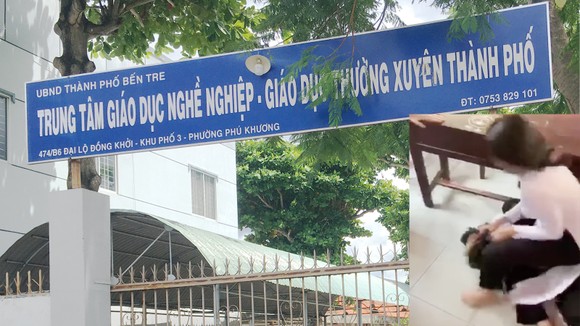 UBND THÀNH PHỐ BẾN TRE
TRUNG TÂM GIÁO DỤC NGHỀ NGHIỆP - GIÁO DỤC THƯỜNG XUYÊN THÀNH PHỐ
474/B6 ĐẠI LỘ ĐỒNG KHỞI - KHU PHỐ 3 - PHƯỜNG PHÚ KHƯƠNG
ĐT: 0753 829 101